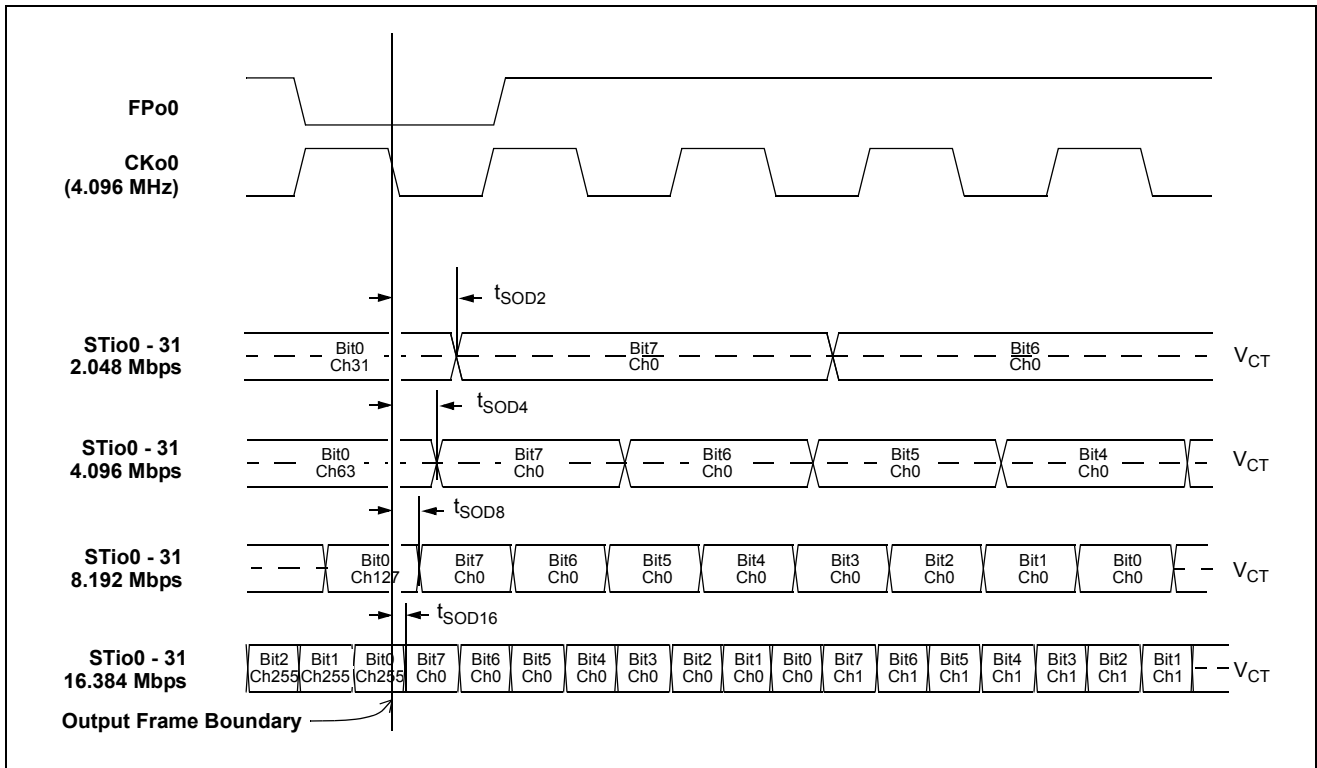 FPo0
CKo0
(4.096 MHz)
tSOD2
STio0 - 31
2.048 Mbps
Bit0
Ch31
Bit7
Ch0
Bit6
Ch0
VCT
tSOD4
STio0 - 31
4.096 Mbps
Bit0
Ch63
Bit7
Ch0
Bit6
Ch0
Bit5
Ch0
Bit4
Ch0
VCT
tSOD8
STio0 - 31
8.192 Mbps
Bit0
Ch127
Bit7
Ch0
Bit6
Ch0
Bit5
Ch0
Bit4
Ch0
Bit3
Ch0
Bit2
Ch0
Bit1
Ch0
Bit0
Ch0
VCT
tSOD16
STio0 - 31
16.384 Mbps
Bit2
Ch255
Bit1
Ch255
Bit0
Ch255
Bit7
Ch0
Bit6
Ch0
Bit5
Ch0
Bit4
Ch0
Bit3
Ch0
Bit2
Ch0
Bit1
Ch0
Bit0
Ch0
Bit7
Ch1
Bit6
Ch1
Bit5
Ch1
Bit4
Ch1
Bit3
Ch1
Bit2
Ch1
Bit1
Ch1
VCT
Output Frame Boundary